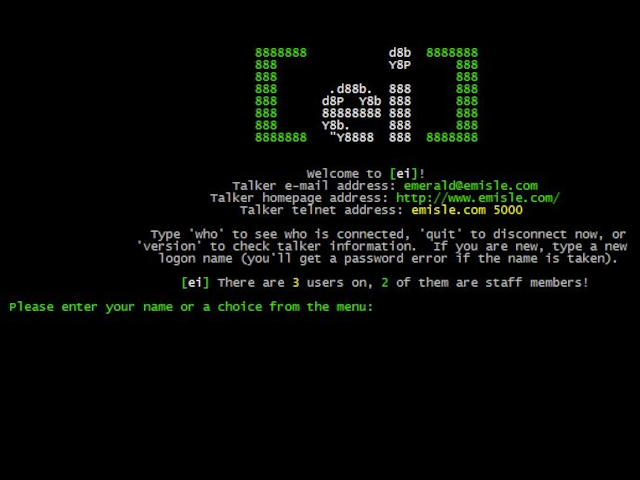 8888888 d8b 8888888
888 Y8P 888
888 888
888 .d88b. 888 888
888 d8P Y8b 888 888
888 88888888 888 888
888 Y8b. 888 888
8888888 "Y8888 888 8888888
Welcome to [ei]!
Talker e-mail address: emerald@emisle.com
Talker homepage address: http://www.emisle.com/
Talker telnet address: emisle.com 5000
Type 'who' to see who is connected, 'quit' to disconnect now, or
'version' to check talker information. If you are new, type a new
logon name (you'll get a password error if the name is taken).
[ei] There are 3 users on, 2 of them are staff members!
Please enter your name or a choice from the menu: